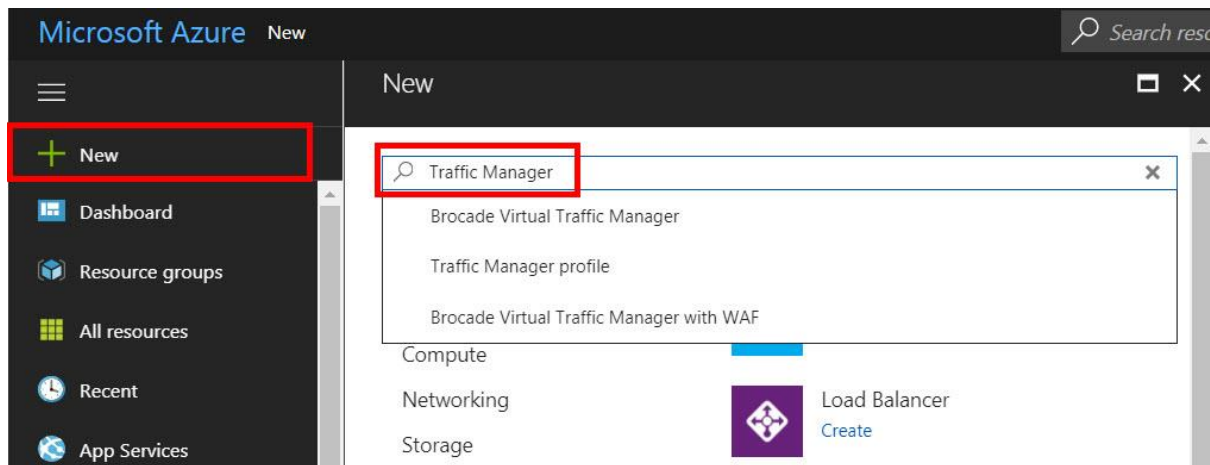 Microsoft Azure New
Search reso
New
New
Traffic Manager
Dashboard
Brocade Virtual Traffic Manager
Resource groups
Traffic Manager profile
All resources
Brocade Virtual Traffic Manager with WAF
Compute
Recent
Networking
Load Balancer
Create
App Services
Storage